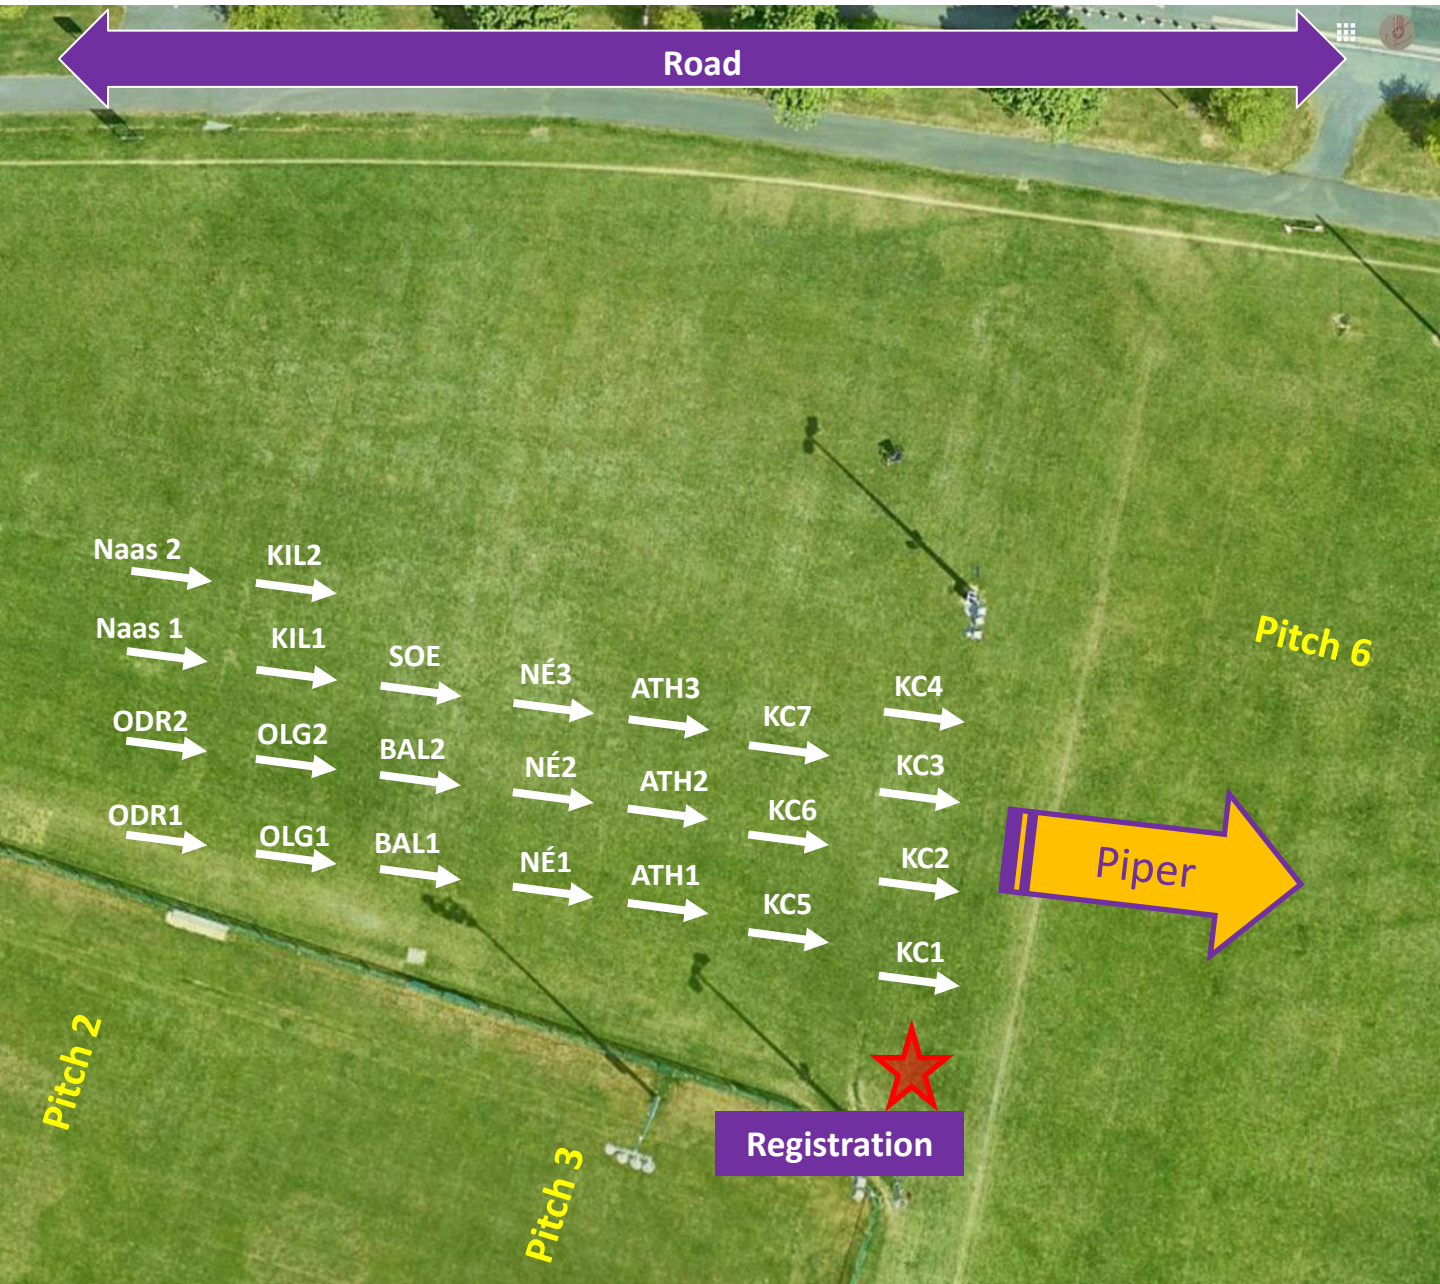 Road
Naas 2
KIL2
Naas 1
KIL1
SOE
NÉ3
ATH3
KC7
KC4
ODR2
OLG2
BAL2
NÉ2
ATH2
KC6
KC3
ODR1
OLG1
BAL1
NÉ1
ATH1
KC5
KC2
KC1
Piper
Pitch 6
Pitch 2
Pitch 3
Registration